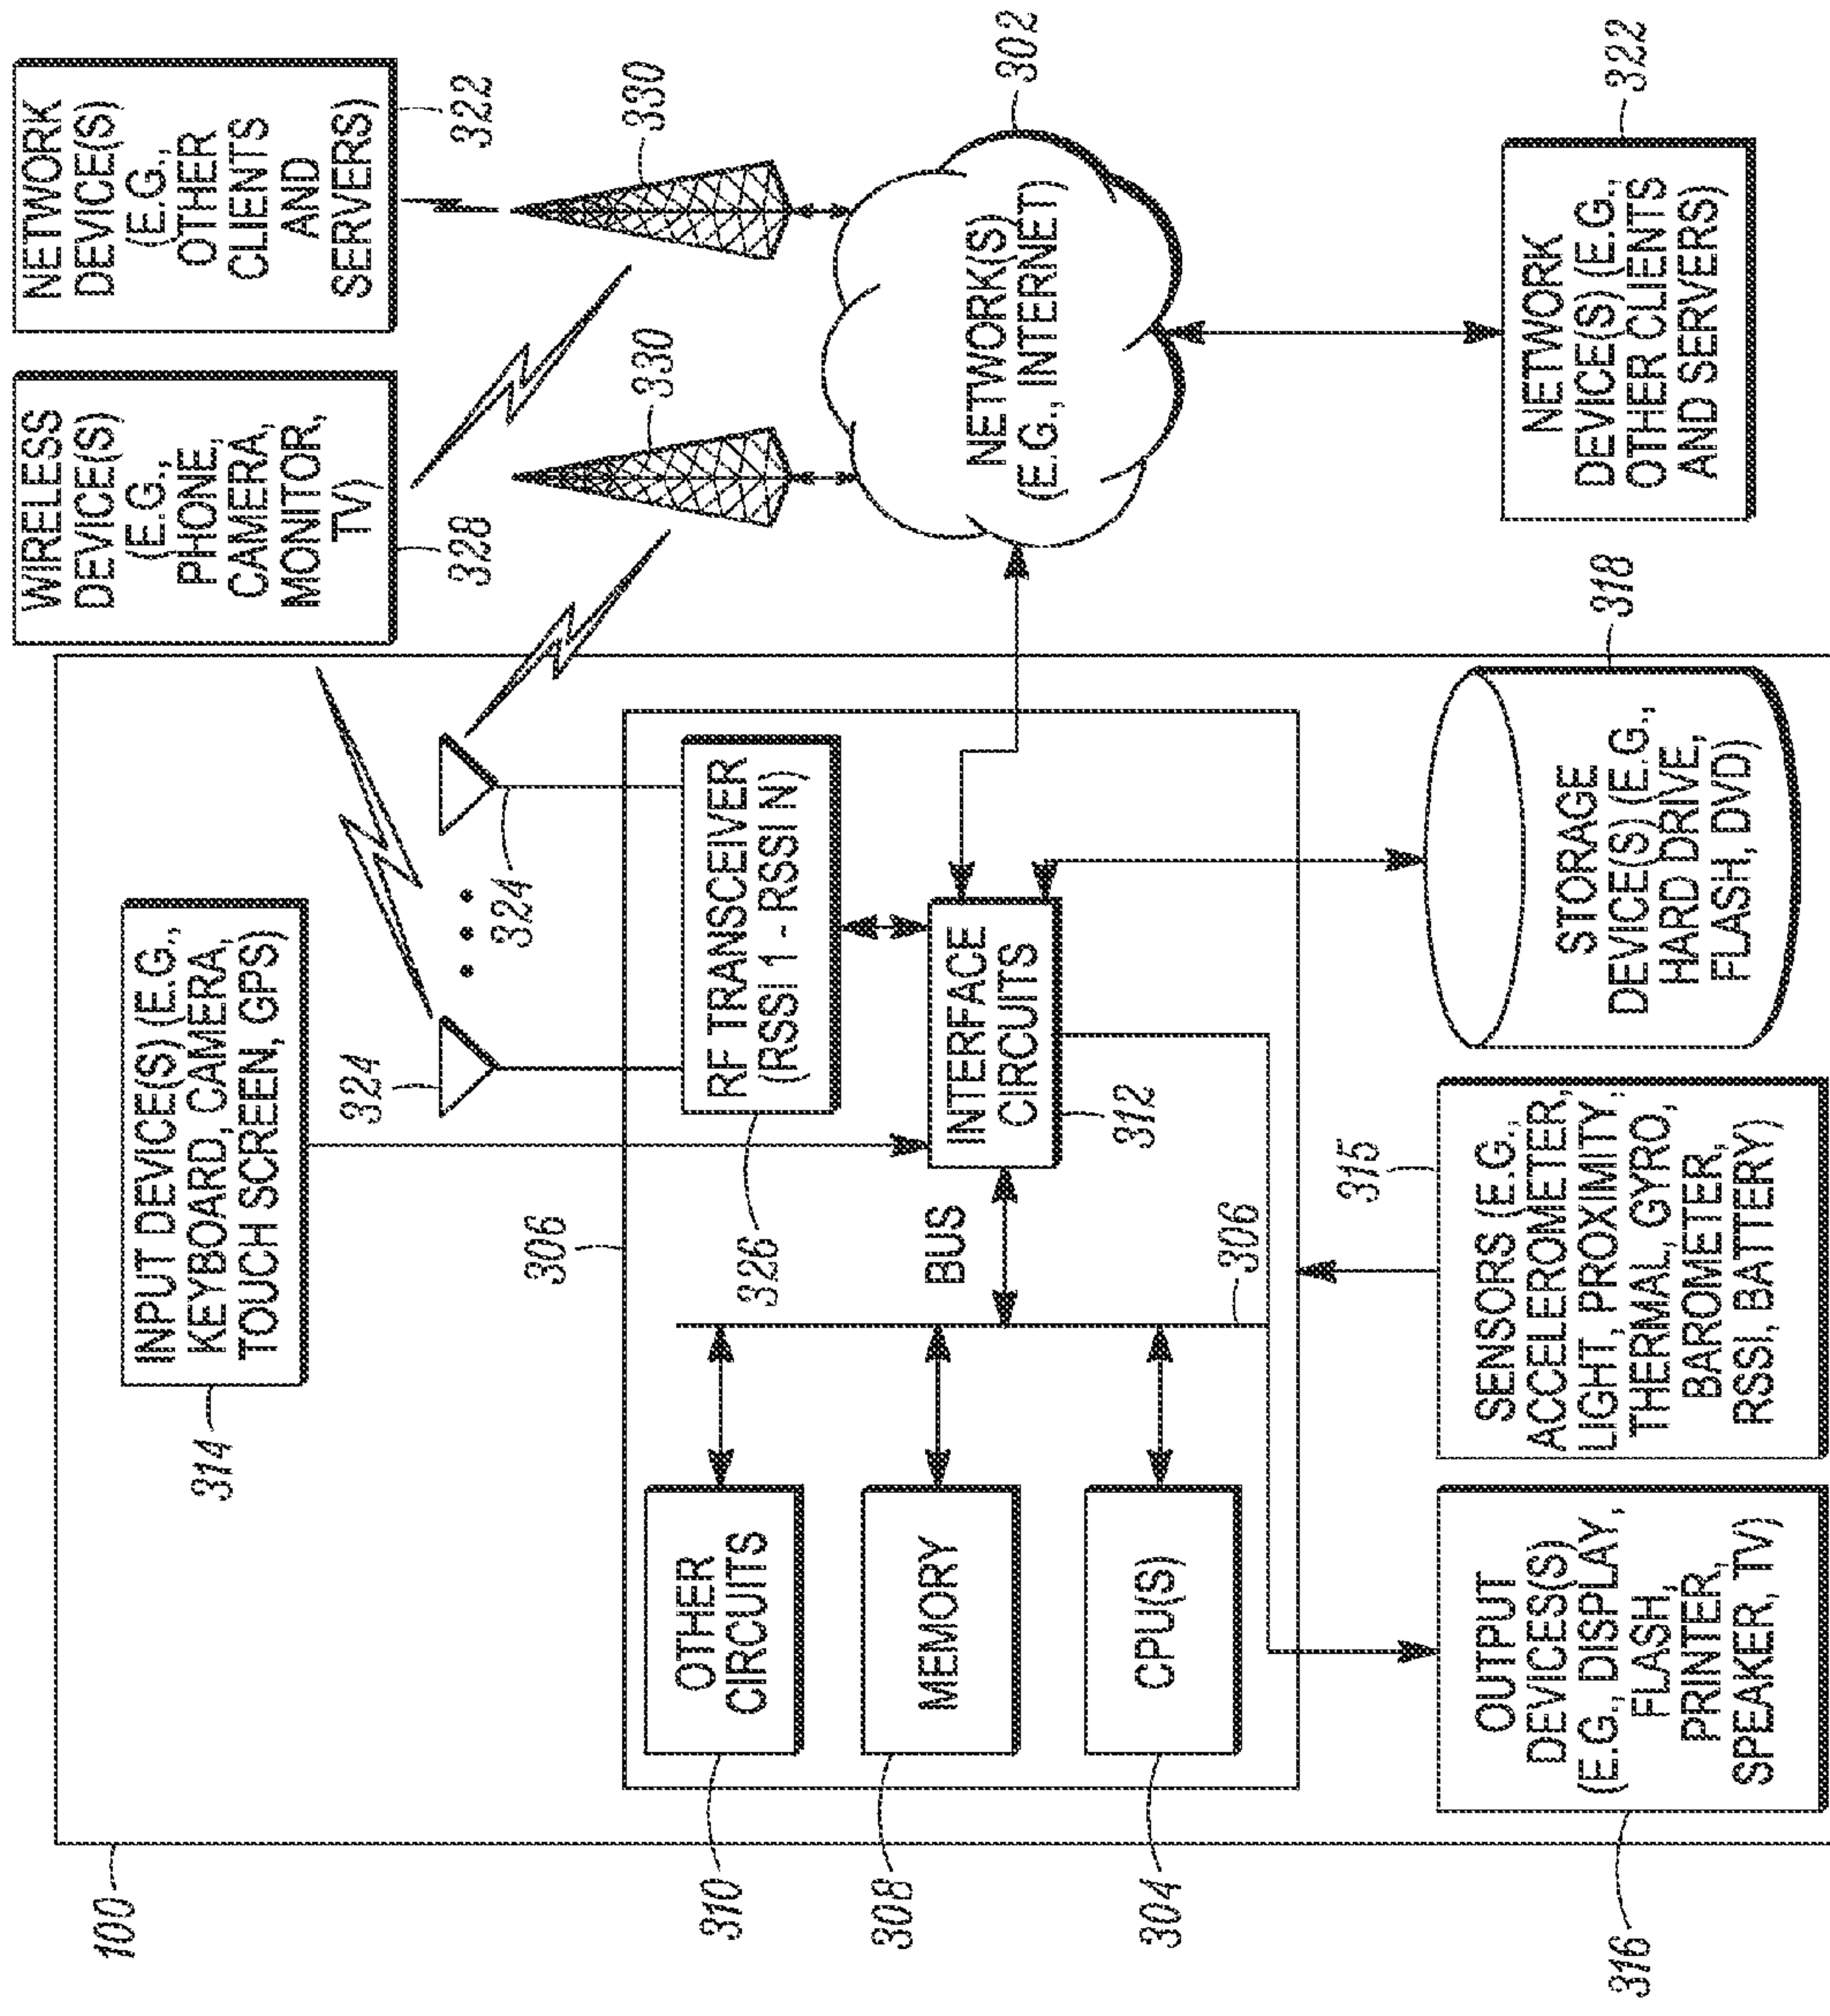 100
INPUT DEVICE(S) (E.G.,
KEYBOARD, CAMERA,
TOUCH SCREEN, GPS)
314
WIRELESS
DEVICE(S)
(E.G.,
PHONE,
CAMERA,
MONITOR,
TV)
328
NETWORK
DEVICE(S)
(E.G.,
OTHER
CLIENTS
AND
SERVERS)
322
324
324
330
330
306
OTHER
CIRCUITS
310
RF TRANSCEIVER
(RSSI 1 - RSSI N)
326
MEMORY
308
BUS
INTERFACE
CIRCUITS
312
NETWORK(S)
(E.G., INTERNET)
302
CPU(S)
304
306
OUTPUT
DEVICES(S)
(E.G., DISPLAY,
FLASH,
PRINTER,
SPEAKER, TV)
316
SENSORS (E.G.,
ACCELEROMETER,
LIGHT, PROXIMITY,
THERMAL, GYRO,
BAROMETER,
RSSI, BATTERY)
315
STORAGE
DEVICE(S) (E.G.,
HARD DRIVE,
FLASH, DVD)
318
NETWORK
DEVICE(S) (E.G.,
OTHER CLIENTS
AND SERVERS)
322